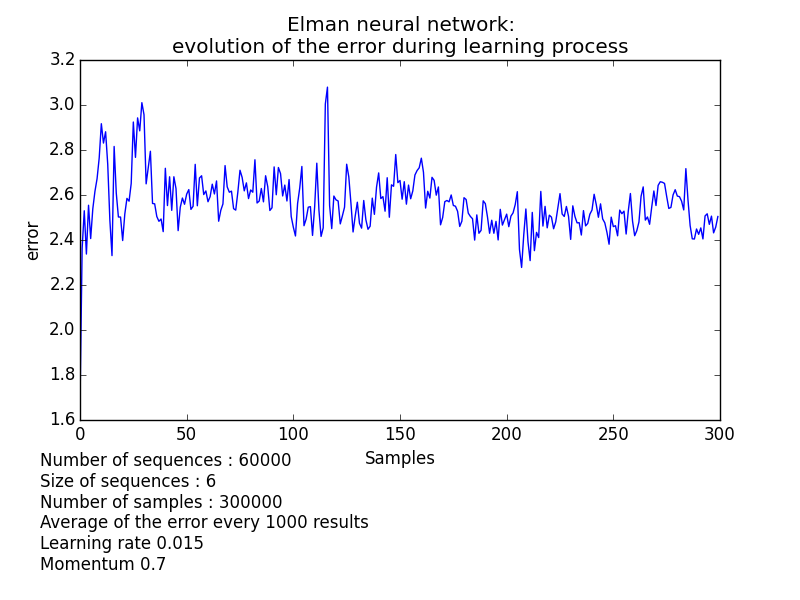 Elman neural network:
evolution of the error during learning process
3.2
3.0
2.8
2.6
2.4
2.2
2.0
1.8
1.6
error
0 50 100 150 200 250 300
Samples
Number of sequences : 60000
Size of sequences : 6
Number of samples : 300000
Average of the error every 1000 results
Learning rate 0.015
Momentum 0.7